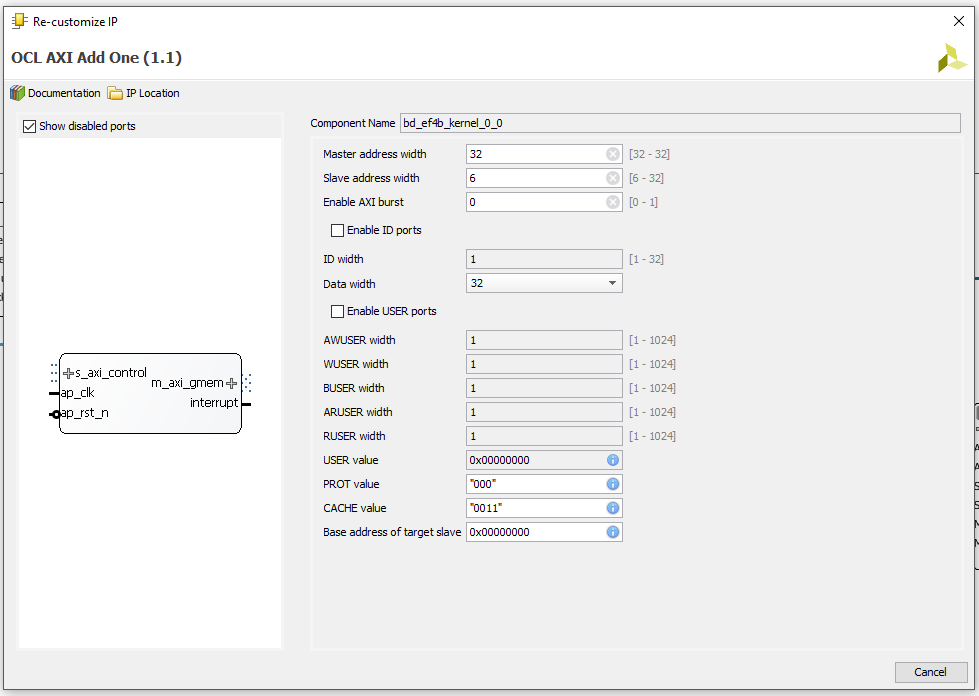 Re-customize IP
OCL AXI Add One (1.1)
Documentation IP Location
Show disabled ports
s_axi_control
m_axi_gmem
ap_clk
interrupt
ap_rst_n
Component Name bd_ef4b_kernel_0_0
Master address width 32 [32 - 32]
Slave address width 6 [6 - 32]
Enable AXI burst 0 [0 - 1]
Enable ID ports
ID width 1 [1 - 32]
Data width 32
Enable USER ports
AWUSER width 1 [1 - 1024]
WUSER width 1 [1 - 1024]
BUSER width 1 [1 - 1024]
ARUSER width 1 [1 - 1024]
RUSER width 1 [1 - 1024]
USER value 0x00000000
PROT value "000"
CACHE value "0011"
Base address of target slave 0x00000000
Cancel